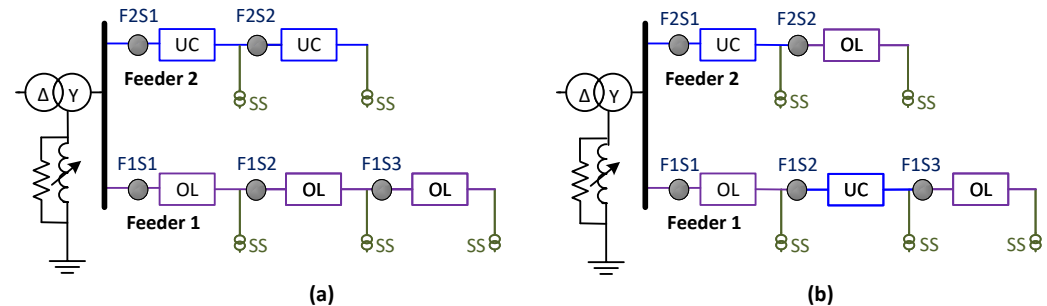 F2S1
F2S2
UC
UC
Feeder 2
Δ
Y
SS
SS
F1S1
F1S2
F1S3
OL
OL
OL
Feeder 1
SS
SS
SS
(a)
F2S1
F2S2
UC
OL
Feeder 2
Δ
Y
SS
SS
F1S1
F1S2
F1S3
OL
UC
OL
Feeder 1
SS
SS
SS
(b)